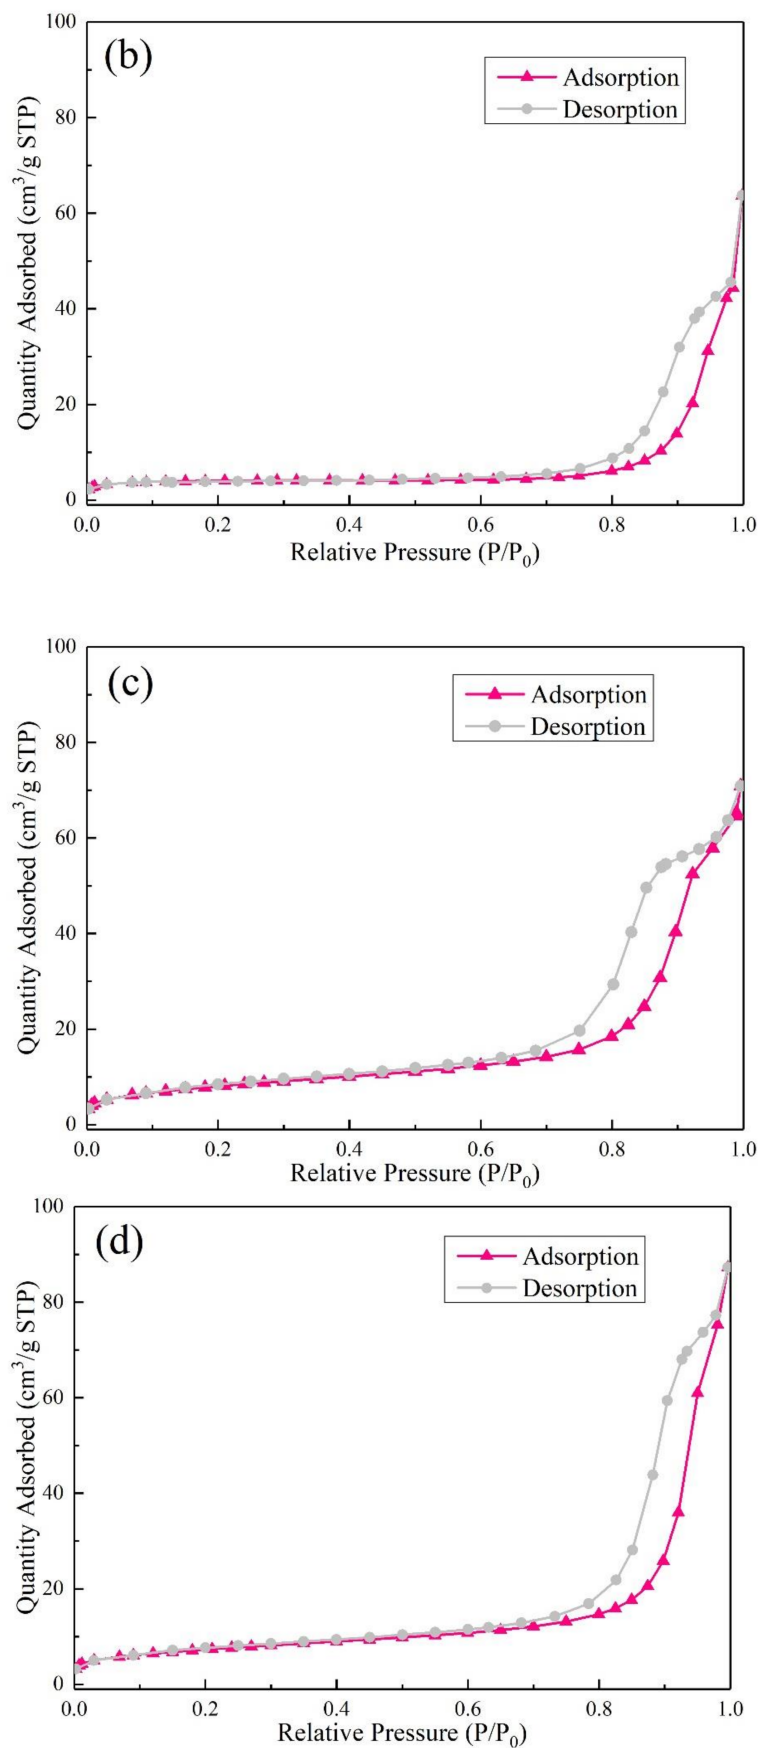 (b)
Adsorption
Desorption
100
80
60
40
20
0
Quantity Adsorbed (cm³/g STP)
0.0 0.2 0.4 0.6 0.8 1.0
Relative Pressure (P/P₀)
(c)
Adsorption
Desorption
100
80
60
40
20
0
Quantity Adsorbed (cm³/g STP)
0.0 0.2 0.4 0.6 0.8 1.0
Relative Pressure (P/P₀)
(d)
Adsorption
Desorption
100
80
60
40
20
0
Quantity Adsorbed (cm³/g STP)
0.0 0.2 0.4 0.6 0.8 1.0
Relative Pressure (P/P₀)